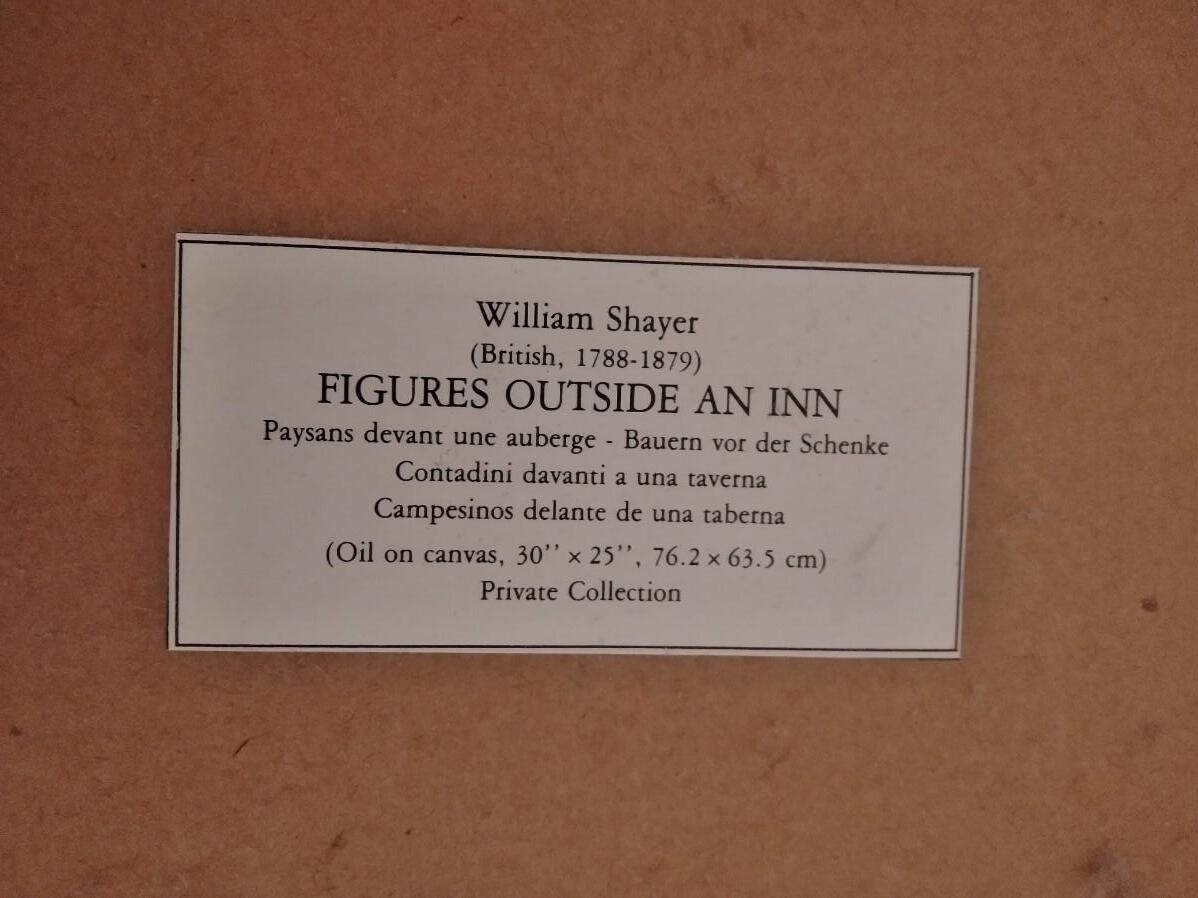 William Shayer
(British, 1788-1879)
FIGURES OUTSIDE AN INN
Paysans devant une auberge - Bauern vor der Schenke
Contadini davanti a una taverna
Campesinos delante de una taberna
(Oil on canvas, 30’’ × 25’’, 76.2 × 63.5 cm)
Private Collection